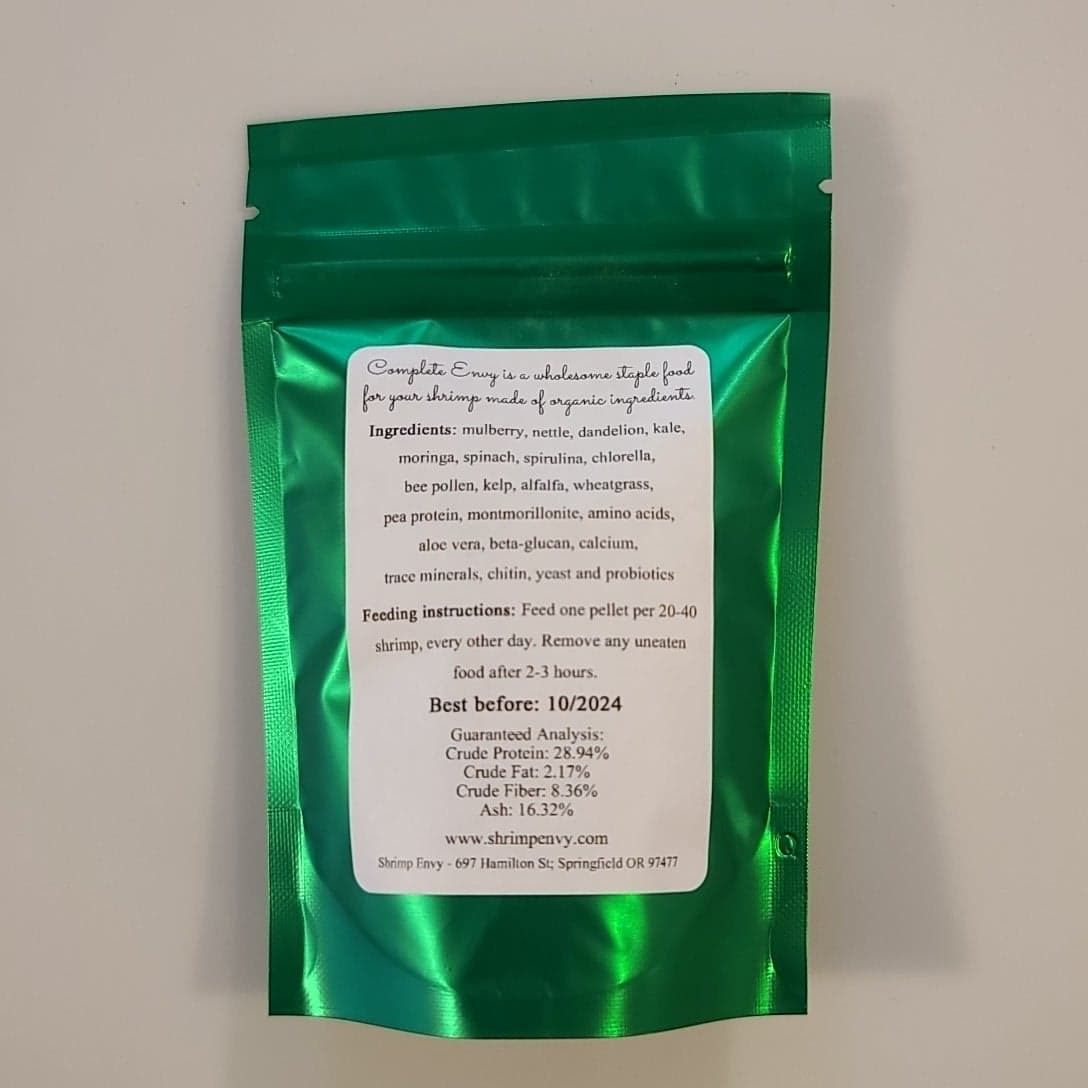 Complete Envy is a wholesome staple food
for your shrimp made of organic ingredients.
Ingredients: mulberry, nettle, dandelion, kale,
moringa, spinach, spirulina, chlorella,
bee pollen, kelp, alfalfa, wheatgrass,
pea protein, montmorillonite, amino acids,
aloe vera, beta-glucan, calcium,
trace minerals, chitin, yeast and probiotics
Feeding instructions: Feed one pellet per 20-40
shrimp, every other day. Remove any uneaten
food after 2-3 hours.
Best before: 10/2024
Guaranteed Analysis:
Crude Protein: 28.94%
Crude Fat: 2.17%
Crude Fiber: 8.36%
Ash: 16.32%
www.shrimpenvy.com
Shrimp Envy - 697 Hamilton St; Springfield OR 97477